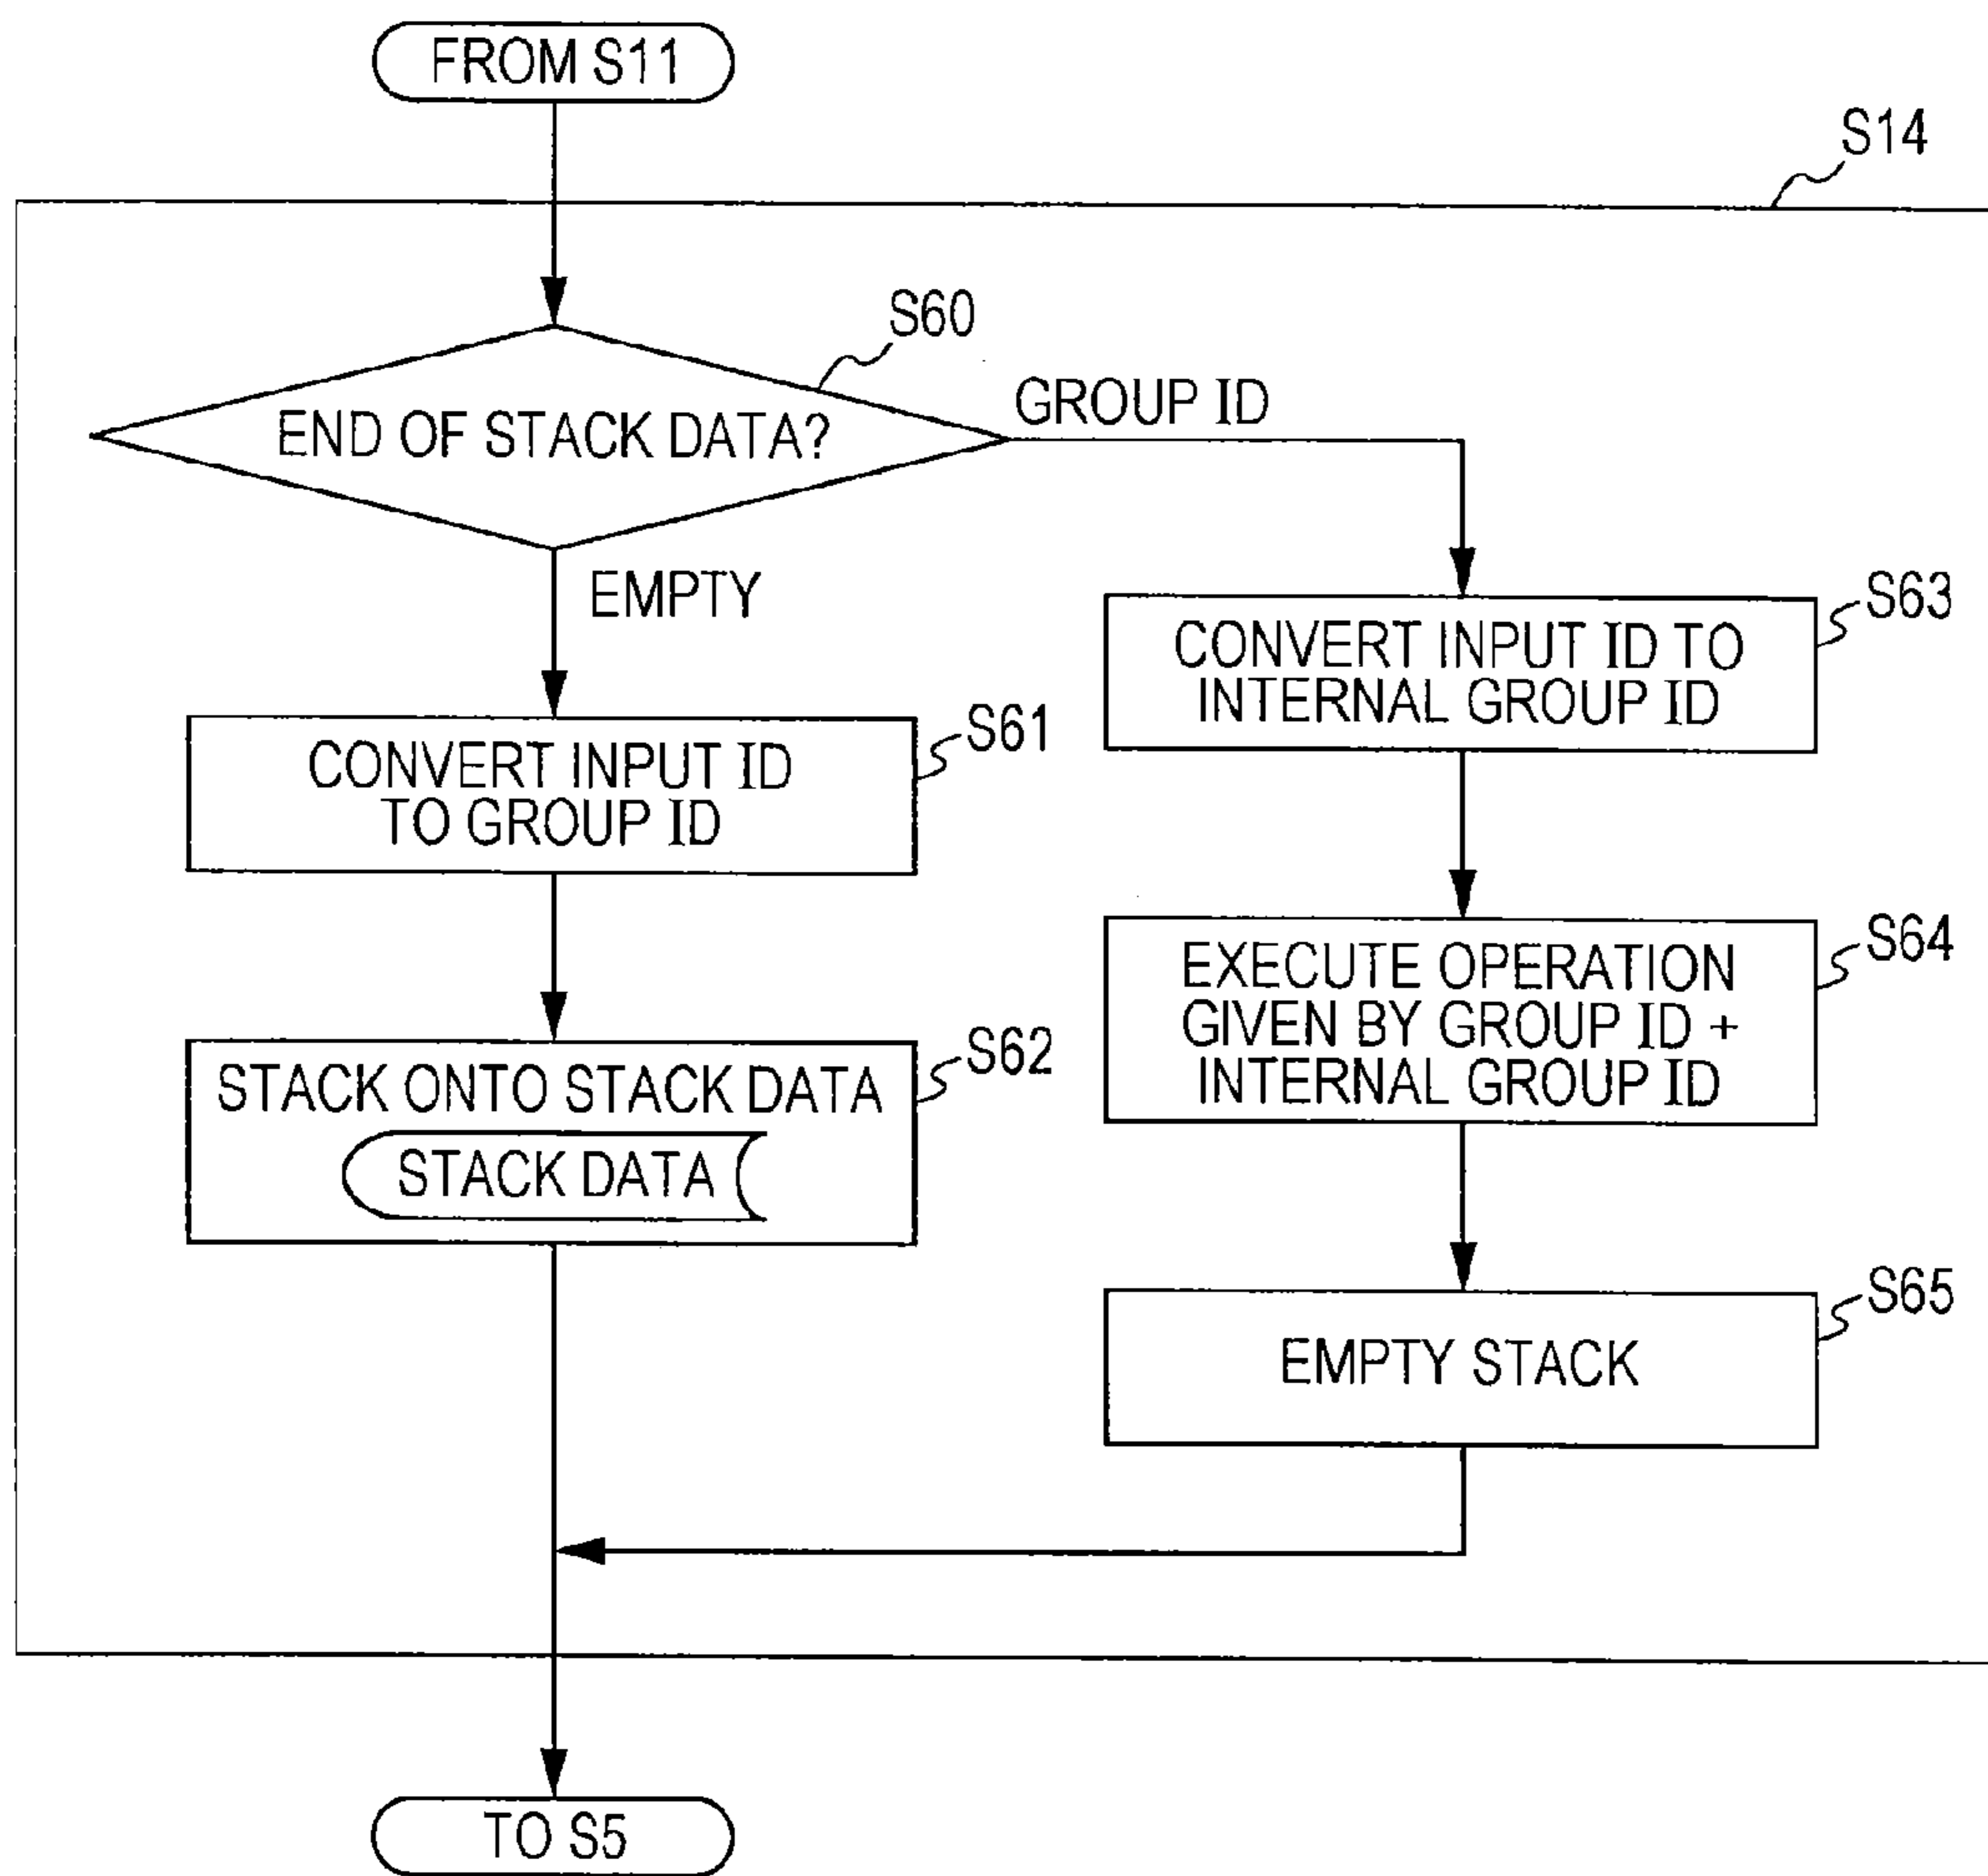 FROM S11
S14
S60
END OF STACK DATA?
GROUP ID
EMPTY
S61
CONVERT INPUT ID
TO GROUP ID
S62
STACK ONTO STACK DATA
STACK DATA
S63
CONVERT INPUT ID TO
INTERNAL GROUP ID
S64
EXECUTE OPERATION
GIVEN BY GROUP ID +
INTERNAL GROUP ID
S65
EMPTY STACK
TO S5